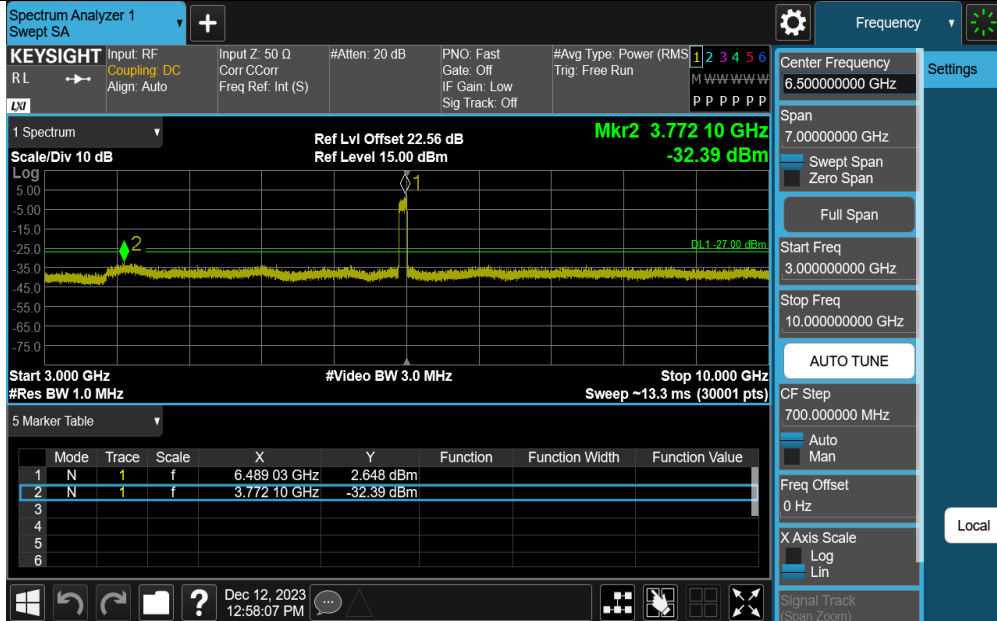 Spectrum Analyzer 1
Swept SA
+
Frequency
KEYSIGHT
RL
LXI
Input: RF
Coupling: DC
Align: Auto
Input Z: 50 Ω
Corr CCorr
Freq Ref: Int (S)
#Atten: 20 dB
PNO: Fast
Gate: Off
IF Gain: Low
Sig Track: Off
#Avg Type: Power (RMS
Trig: Free Run
1 2 3 4 5 6
M W W W W W
P P P P P P
1 Spectrum
Scale/Div 10 dB
Ref Lvl Offset 22.56 dB
Ref Level 15.00 dBm
Mkr2 3.772 10 GHz
-32.39 dBm
Log
5.00
-5.00
-15.0
-25.0
-35.0
-45.0
-55.0
-65.0
-75.0
1
2
DL1 -27.00 dBm
Start 3.000 GHz
#Video BW 3.0 MHz
Stop 10.000 GHz
#Res BW 1.0 MHz
Sweep ~13.3 ms (30001 pts)
5 Marker Table
Mode Trace Scale X Y Function Function Width Function Value
1 N 1 f 6.489 03 GHz 2.648 dBm
2 N 1 f 3.772 10 GHz -32.39 dBm
3
4
5
6
?
Dec 12, 2023
12:58:07 PM
Center Frequency
6.500000000 GHz
Settings
Span
7.00000000 GHz
Swept Span
Zero Span
Full Span
Start Freq
3.000000000 GHz
Stop Freq
10.000000000 GHz
AUTO TUNE
CF Step
700.000000 MHz
Auto
Man
Freq Offset
0 Hz
Local
X Axis Scale
Log
Lin
Signal Track
(Span Zoom)